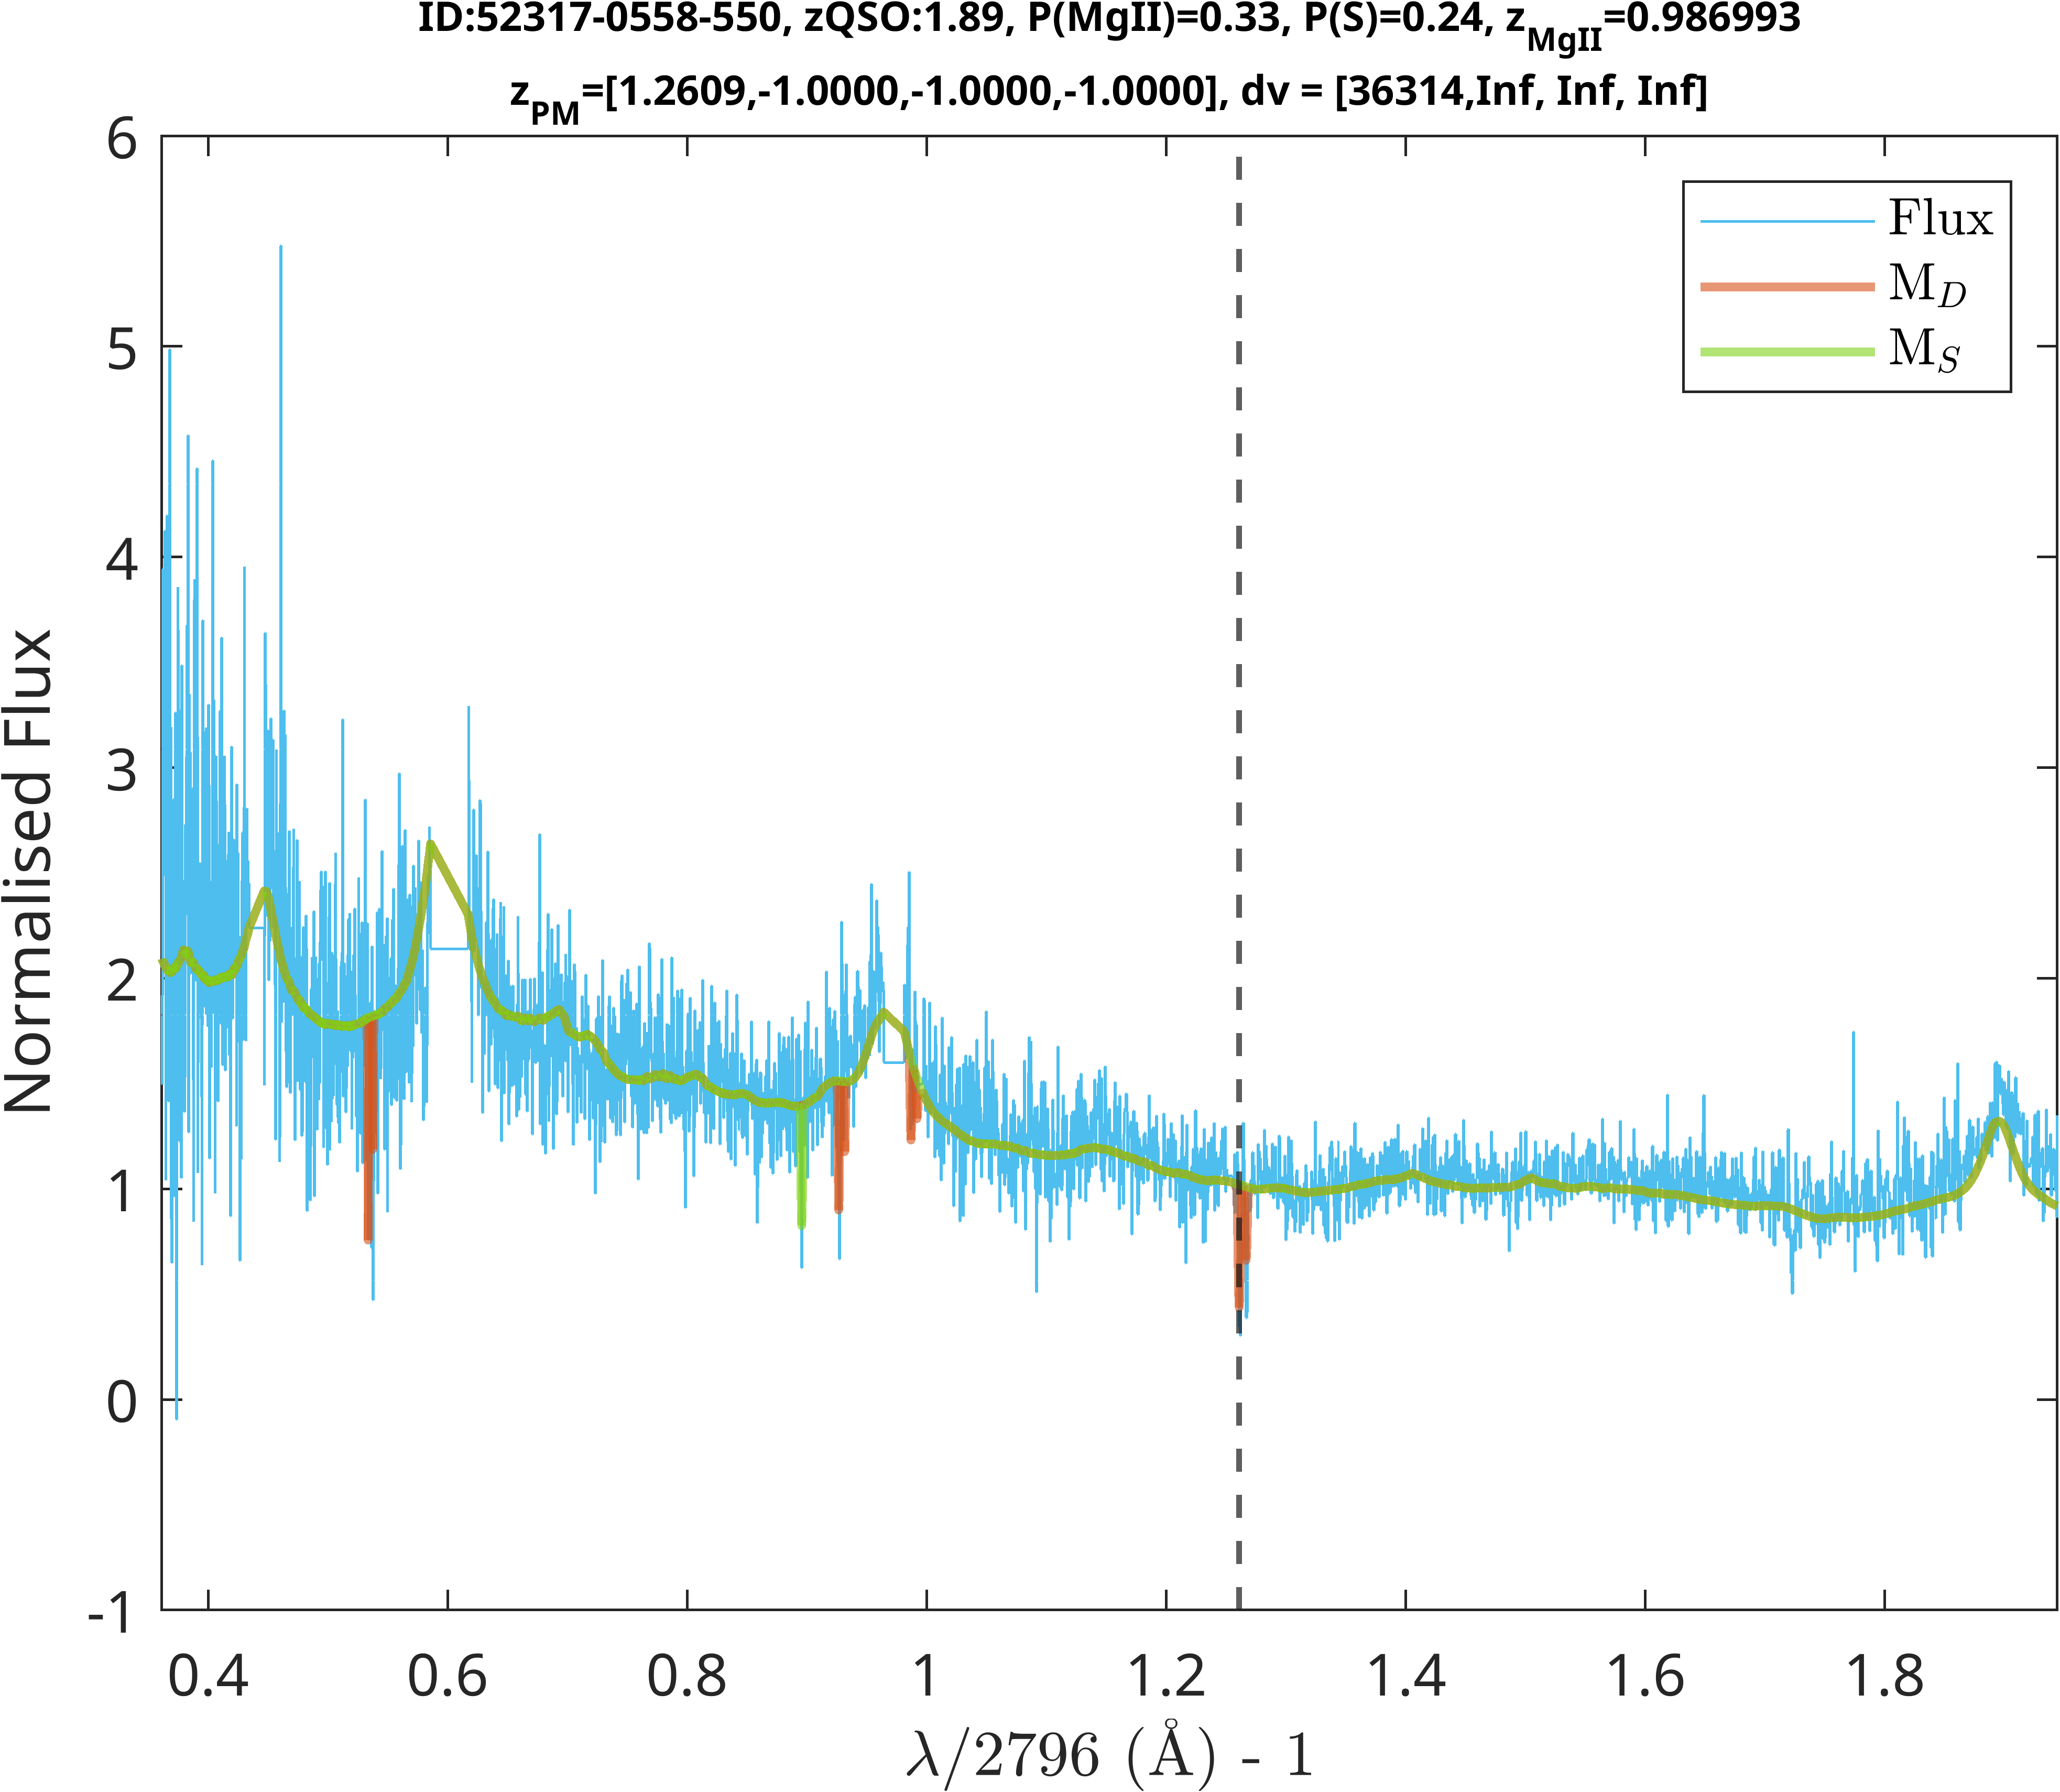 ID:52317-0558-550, zQSO:1.89, P(MgII)=0.33, P(S)=0.24, zMgII=0.986993
zPM=[1.2609,-1.0000,-1.0000,-1.0000], dv = [36314,Inf, Inf, Inf]
6
5
4
3
2
1
0
-1
Normalised Flux
Flux
MD
MS
0.4 0.6 0.8 1 1.2 1.4 1.6 1.8
λ/2796 (Å) - 1